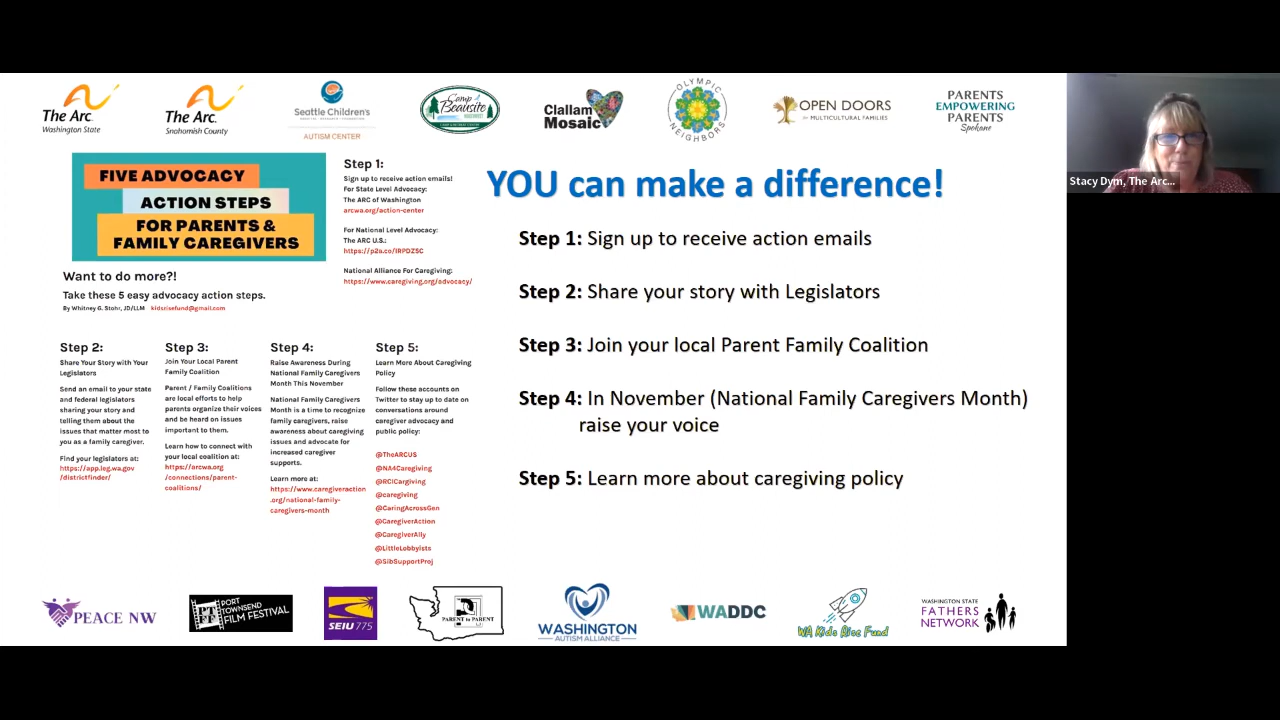 The Arc.
Washington State
The Arc.
Snohomish County
Seattle Children's
AUTISM CENTER
Camp Beausite
Clallam
Mosaic
OLYMPIC
NEIGHBORS
OPEN DOORS
for MULTICULTURAL FAMILIES
PARENTS
EMPOWERING
PARENTS
Spokane
Stacy Dym, The Arc...
FIVE ADVOCACY
ACTION STEPS
FOR PARENTS &
FAMILY CAREGIVERS
Want to do more?!
Take these 5 easy advocacy action steps.
By Whitney G. Stohr, JD/LLM kidsrisefund@gmail.com
Step 1:
Sign up to receive action emails!
For State Level Advocacy:
The ARC of Washington
arcwa.org/action-center
For National Level Advocacy:
The ARC U.S.:
https://p2a.co/IRPDZSC
National Alliance For Caregiving:
https://www.caregiving.org/advocacy/
Step 2:
Share Your Story with Your
Legislators
Send an email to your state
and federal legislators
sharing your story and
telling them about the
issues that matter most to
you as a family caregiver.
Find your legislators at:
https://app.leg.wa.gov
/districtfinder/
Step 3:
Join Your Local Parent
Family Coalition
Parent / Family Coalitions
are local efforts to help
parents organize their voices
and be heard on issues
important to them.
Learn how to connect with
your local coalition at:
https://arcwa.org
/connections/parent-
coalitions/
Step 4:
Raise Awareness During
National Family Caregivers
Month This November
National Family Caregivers
Month is a time to recognize
family caregivers, raise
awareness about caregiving
issues and advocate for
increased caregiver
supports.
Learn more at:
https://www.caregiveraction
.org/national-family-
caregivers-month
Step 5:
Learn More About Caregiving
Policy
Follow these accounts on
Twitter to stay up to date on
conversations around
caregiver advocacy and
public policy:
@TheARCUS
@NA4Caregiving
@RCICargiving
@caregiving
@CaringAcrossGen
@CaregiverAction
@CaregiverAlly
@LittleLobbyists
@SibSupportProj
YOU can make a difference!
Step 1: Sign up to receive action emails
Step 2: Share your story with Legislators
Step 3: Join your local Parent Family Coalition
Step 4: In November (National Family Caregivers Month)
raise your voice
Step 5: Learn more about caregiving policy
PEACE NW
PTFF
PORT
TOWNSEND
FILM FESTIVAL
SEIU 775
PARENT to PARENT
WASHINGTON
AUTISM ALLIANCE
WADDC
WA Kids Rise Fund
WASHINGTON STATE
FATHERS
NETWORK